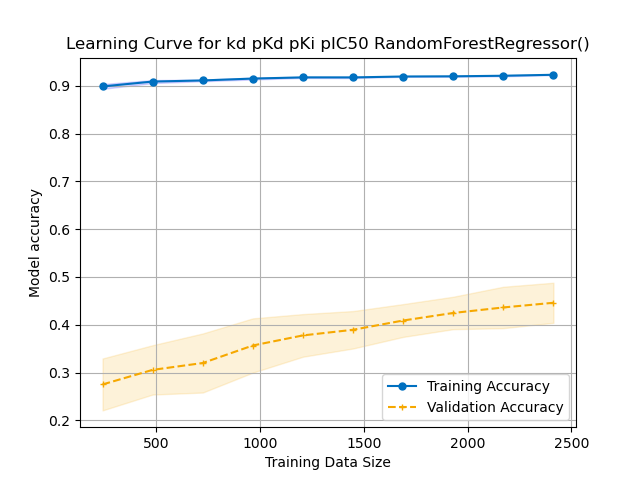 Learning Curve for kd pKd pKi pIC50 RandomForestRegressor()
0.9
0.8
0.7
0.6
0.5
0.4
0.3
0.2
Model accuracy
Training Accuracy
Validation Accuracy
500
1000
1500
2000
2500
Training Data Size